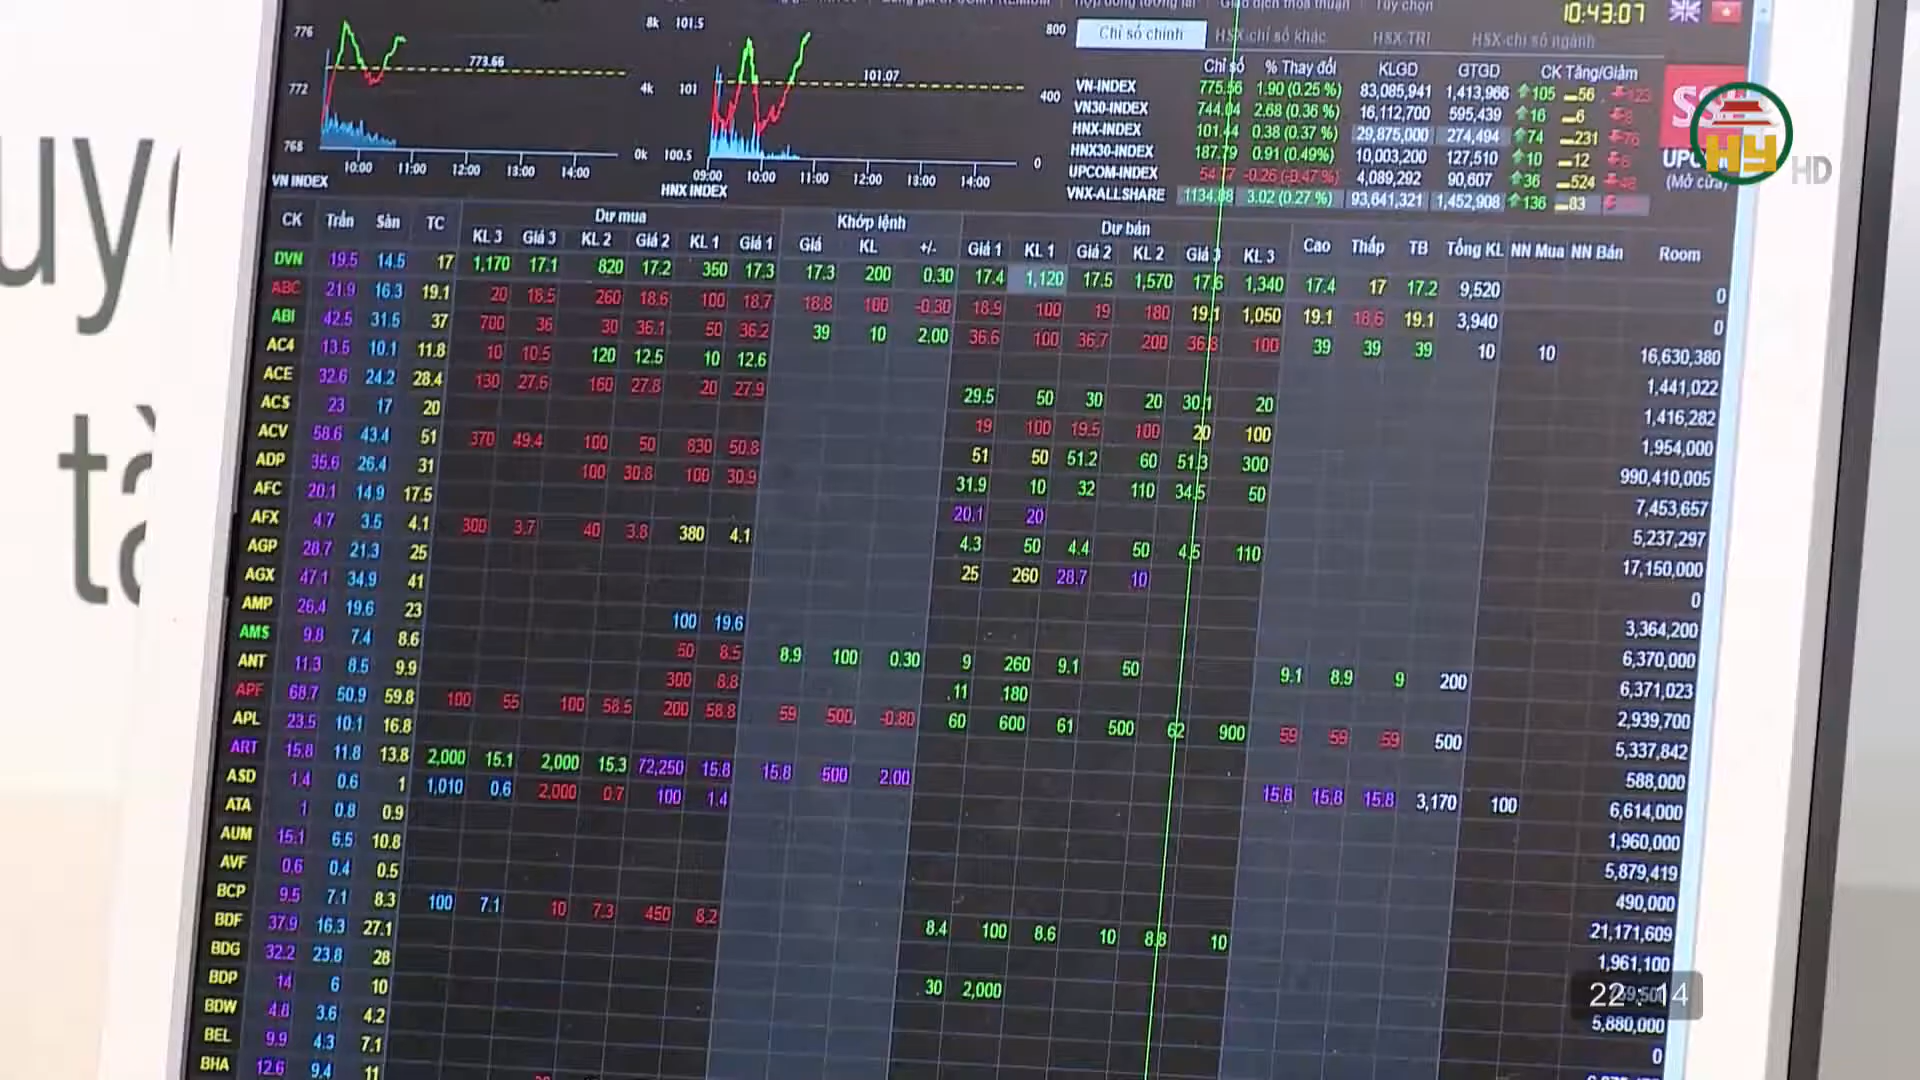 uy
tà
776
772
768
773.66
8k
4k
0k
10:00 11:00 12:00 13:00 14:00
VN INDEX
101.5
101
100.5
101.07
800
400
0
09:00 10:00 11:00 12:00 13:00 14:00
HNX INDEX
10:43:07
Chỉ số chính HSX-chỉ số khác HSX-TRI HSX-chỉ số ngành
Chỉ số % Thay đổi KLGD GTGD CK Tăng/Giảm
VN-INDEX 775.56 1.90 (0.25 %) 83,085,941 1,413,966 105 56 123
VN30-INDEX 744.04 2.68 (0.36 %) 16,112,700 595,439 16 6 8
HNX-INDEX 101.44 0.38 (0.37 %) 29,875,000 274,494 74 231 76
HNX30-INDEX 187.79 0.91 (0.49%) 10,003,200 127,510 10 12
UPCOM-INDEX -0.26 (-0.47 %) 4,089,292 90,607 36 524
VNX-ALLSHARE 1134.88 3.02 (0.27 %) 93,641,321 1,452,908 136 83
(Mở cửa)
HY HD
CK Trần Sàn TC Dư mua Khớp lệnh Dư bán Cao Thấp TB Tổng KL NN Mua NN Bán Room
KL 3 Giá 3 KL 2 Giá 2 KL 1 Giá 1 Giá KL +/- Giá 1 KL 1 Giá 2 KL 2 Giá 3 KL 3
DVN 19.5 14.5 17 1,170 17.1 820 17.2 350 17.3 17.3 200 0.30 17.4 1,120 17.5 1,570 17.6 1,340 17.4 17 17.2 9,520 0
ABC 21.9 16.3 19.1 20 18.5 260 18.6 100 18.7 18.8 100 -0.30 18.9 100 19 180 19.1 1,050 19.1 18.6 19.1 3,940 0
ABI 42.5 31.5 37 700 36 30 36.1 50 36.2 39 10 2.00 36.6 100 36.7 200 36.8 100 39 39 39 10 10 16,630,380
AC4 13.5 10.1 11.8 10 10.5 120 12.5 10 12.6 1,441,022
ACE 32.6 24.2 28.4 130 27.6 160 27.8 20 27.9 29.5 50 30 20 30.1 20 1,416,282
ACS 23 17 20 19 100 19.5 100 20 100 1,954,000
ACV 58.6 43.4 51 370 49.4 100 50 830 50.8 51 50 51.2 60 51.3 300 990,410,005
ADP 35.6 26.4 31 100 30.8 100 30.9 31.9 10 32 110 34.5 50 7,453,657
AFC 20.1 14.9 17.5 20.1 20 5,237,297
AFX 4.7 3.5 4.1 300 3.7 40 3.8 380 4.1 4.3 50 4.4 50 4.5 110 17,150,000
AGP 28.7 21.3 25 25 260 28.7 10 0
AGX 47.1 34.9 41 3,364,200
AMP 26.4 19.6 23 100 19.6 6,370,000
AMS 9.8 7.4 8.6 50 8.5 8.9 100 0.30 9 260 9.1 50 9.1 8.9 9 200 6,371,023
ANT 11.3 8.5 9.9 300 8.8 11 180 2,939,700
APF 68.7 50.9 59.8 100 55 100 58.5 200 58.8 59 500 -0.80 60 600 61 500 62 900 59 59 59 500 5,337,842
APL 23.5 10.1 16.8 588,000
ART 15.8 11.8 13.8 2,000 15.1 2,000 15.3 72,250 15.8 15.8 500 2.00 15.8 15.8 15.8 3,170 100 6,614,000
ASD 1.4 0.6 1 1,010 0.6 2,000 0.7 100 1.4 1,960,000
ATA 1 0.8 0.9 5,879,419
AUM 15.1 6.5 10.8 490,000
AVF 0.6 0.4 0.5 21,171,609
BCP 9.5 7.1 8.3 100 7.1 10 7.3 450 8.2 8.4 100 8.6 10 8.8 10 1,961,100
BDF 37.9 16.3 27.1
BDG 32.2 23.8 28 30 2,000 5,880,000
BDP 14 6 10 0
BDW 4.8 3.6 4.2
BEL 9.9 4.3 7.1
BHA 12.6 9.4 11
22:14